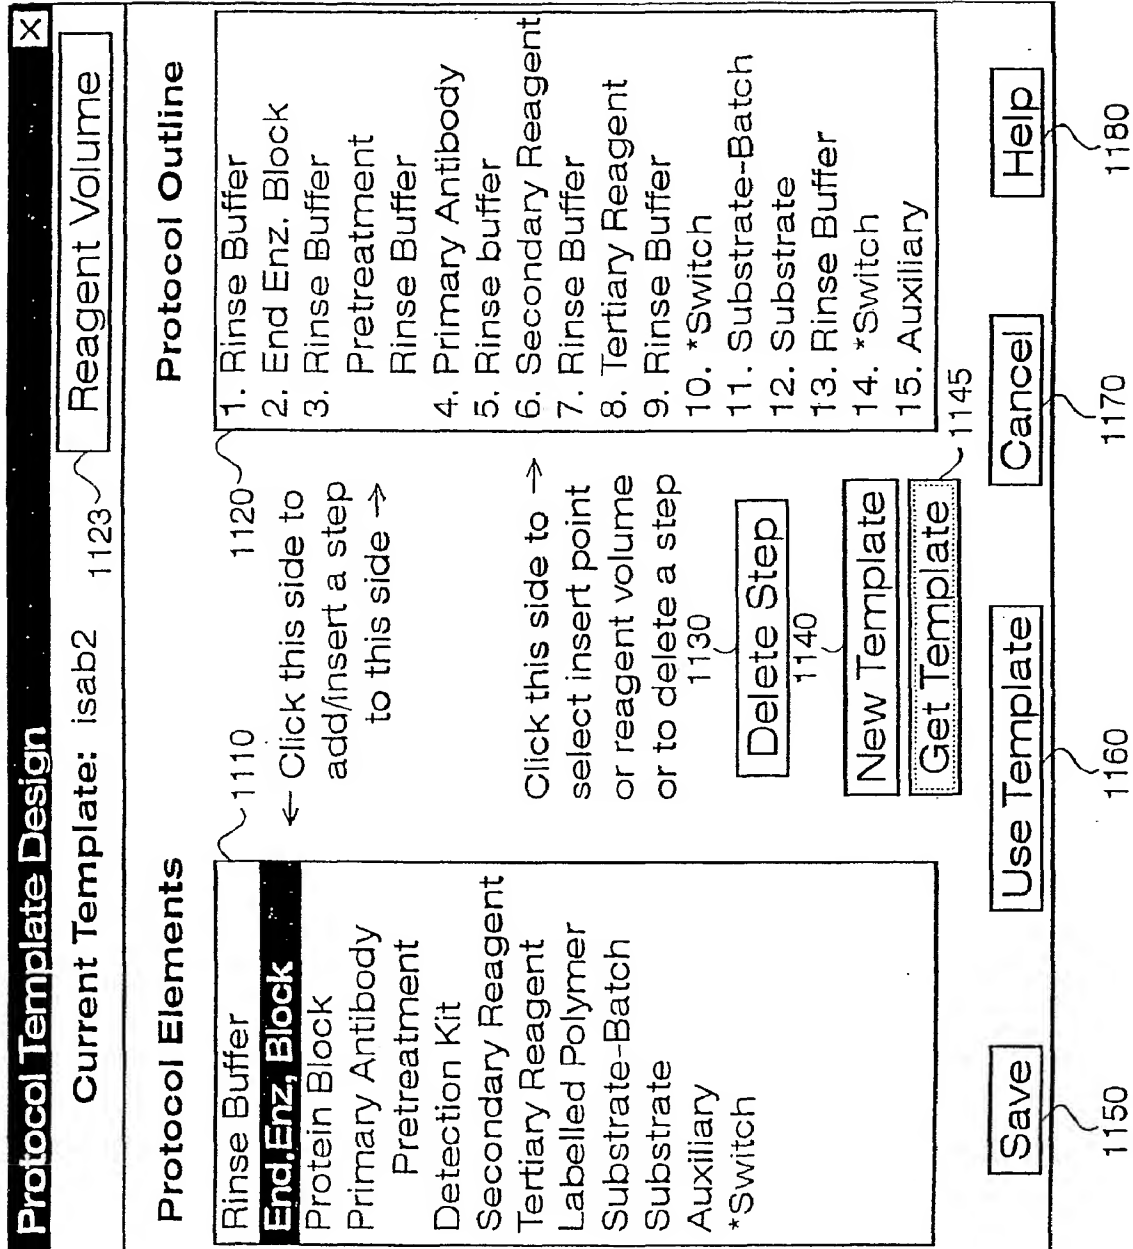 Protocol Template Design X
Current Template: isab2
1123
Reagent Volume
Protocol Elements
1110
Rinse Buffer
End.Enz, Block
Protein Block
Primary Antibody
Pretreatment
Detection Kit
Secondary Reagent
Tertiary Reagent
Labelled Polymer
Substrate-Batch
Substrate
Auxiliary
*Switch
← Click this side to
add/insert a step
to this side →
Click this side to →
select insert point
or reagent volume
or to delete a step
1130
Delete Step
1140
New Template
Get Template
1145
Protocol Outline
1120
1. Rinse Buffer
2. End Enz. Block
3. Rinse Buffer
Pretreatment
Rinse Buffer
4. Primary Antibody
5. Rinse buffer
6. Secondary Reagent
7. Rinse Buffer
8. Tertiary Reagent
9. Rinse Buffer
10. *Switch
11. Substrate-Batch
12. Substrate
13. Rinse Buffer
14. *Switch
15. Auxiliary
Save
Use Template
Cancel
Help
1150
1160
1170
1180